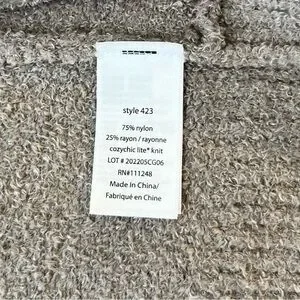 style 423
75% nylon
25% rayon / rayonne
cozychic lite* knit
LOT # 202205CG06
RN#111248
Made In China/
Fabriqué en Chine